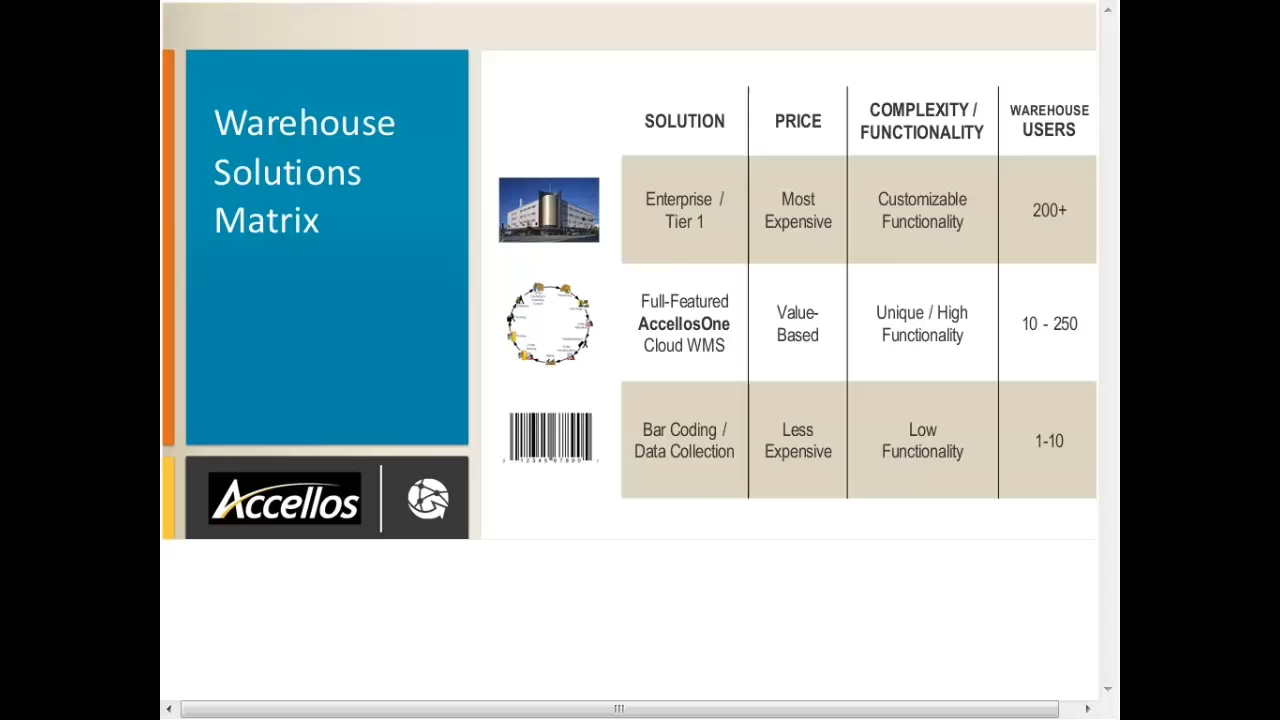 Warehouse
Solutions
Matrix
Accellos
SOLUTION
PRICE
COMPLEXITY /
FUNCTIONALITY
WAREHOUSE
USERS
Enterprise /
Tier 1
Most
Expensive
Customizable
Functionality
200+
Full-Featured
AccellosOne
Cloud WMS
Value-
Based
Unique / High
Functionality
10 - 250
Bar Coding /
Data Collection
Less
Expensive
Low
Functionality
1-10